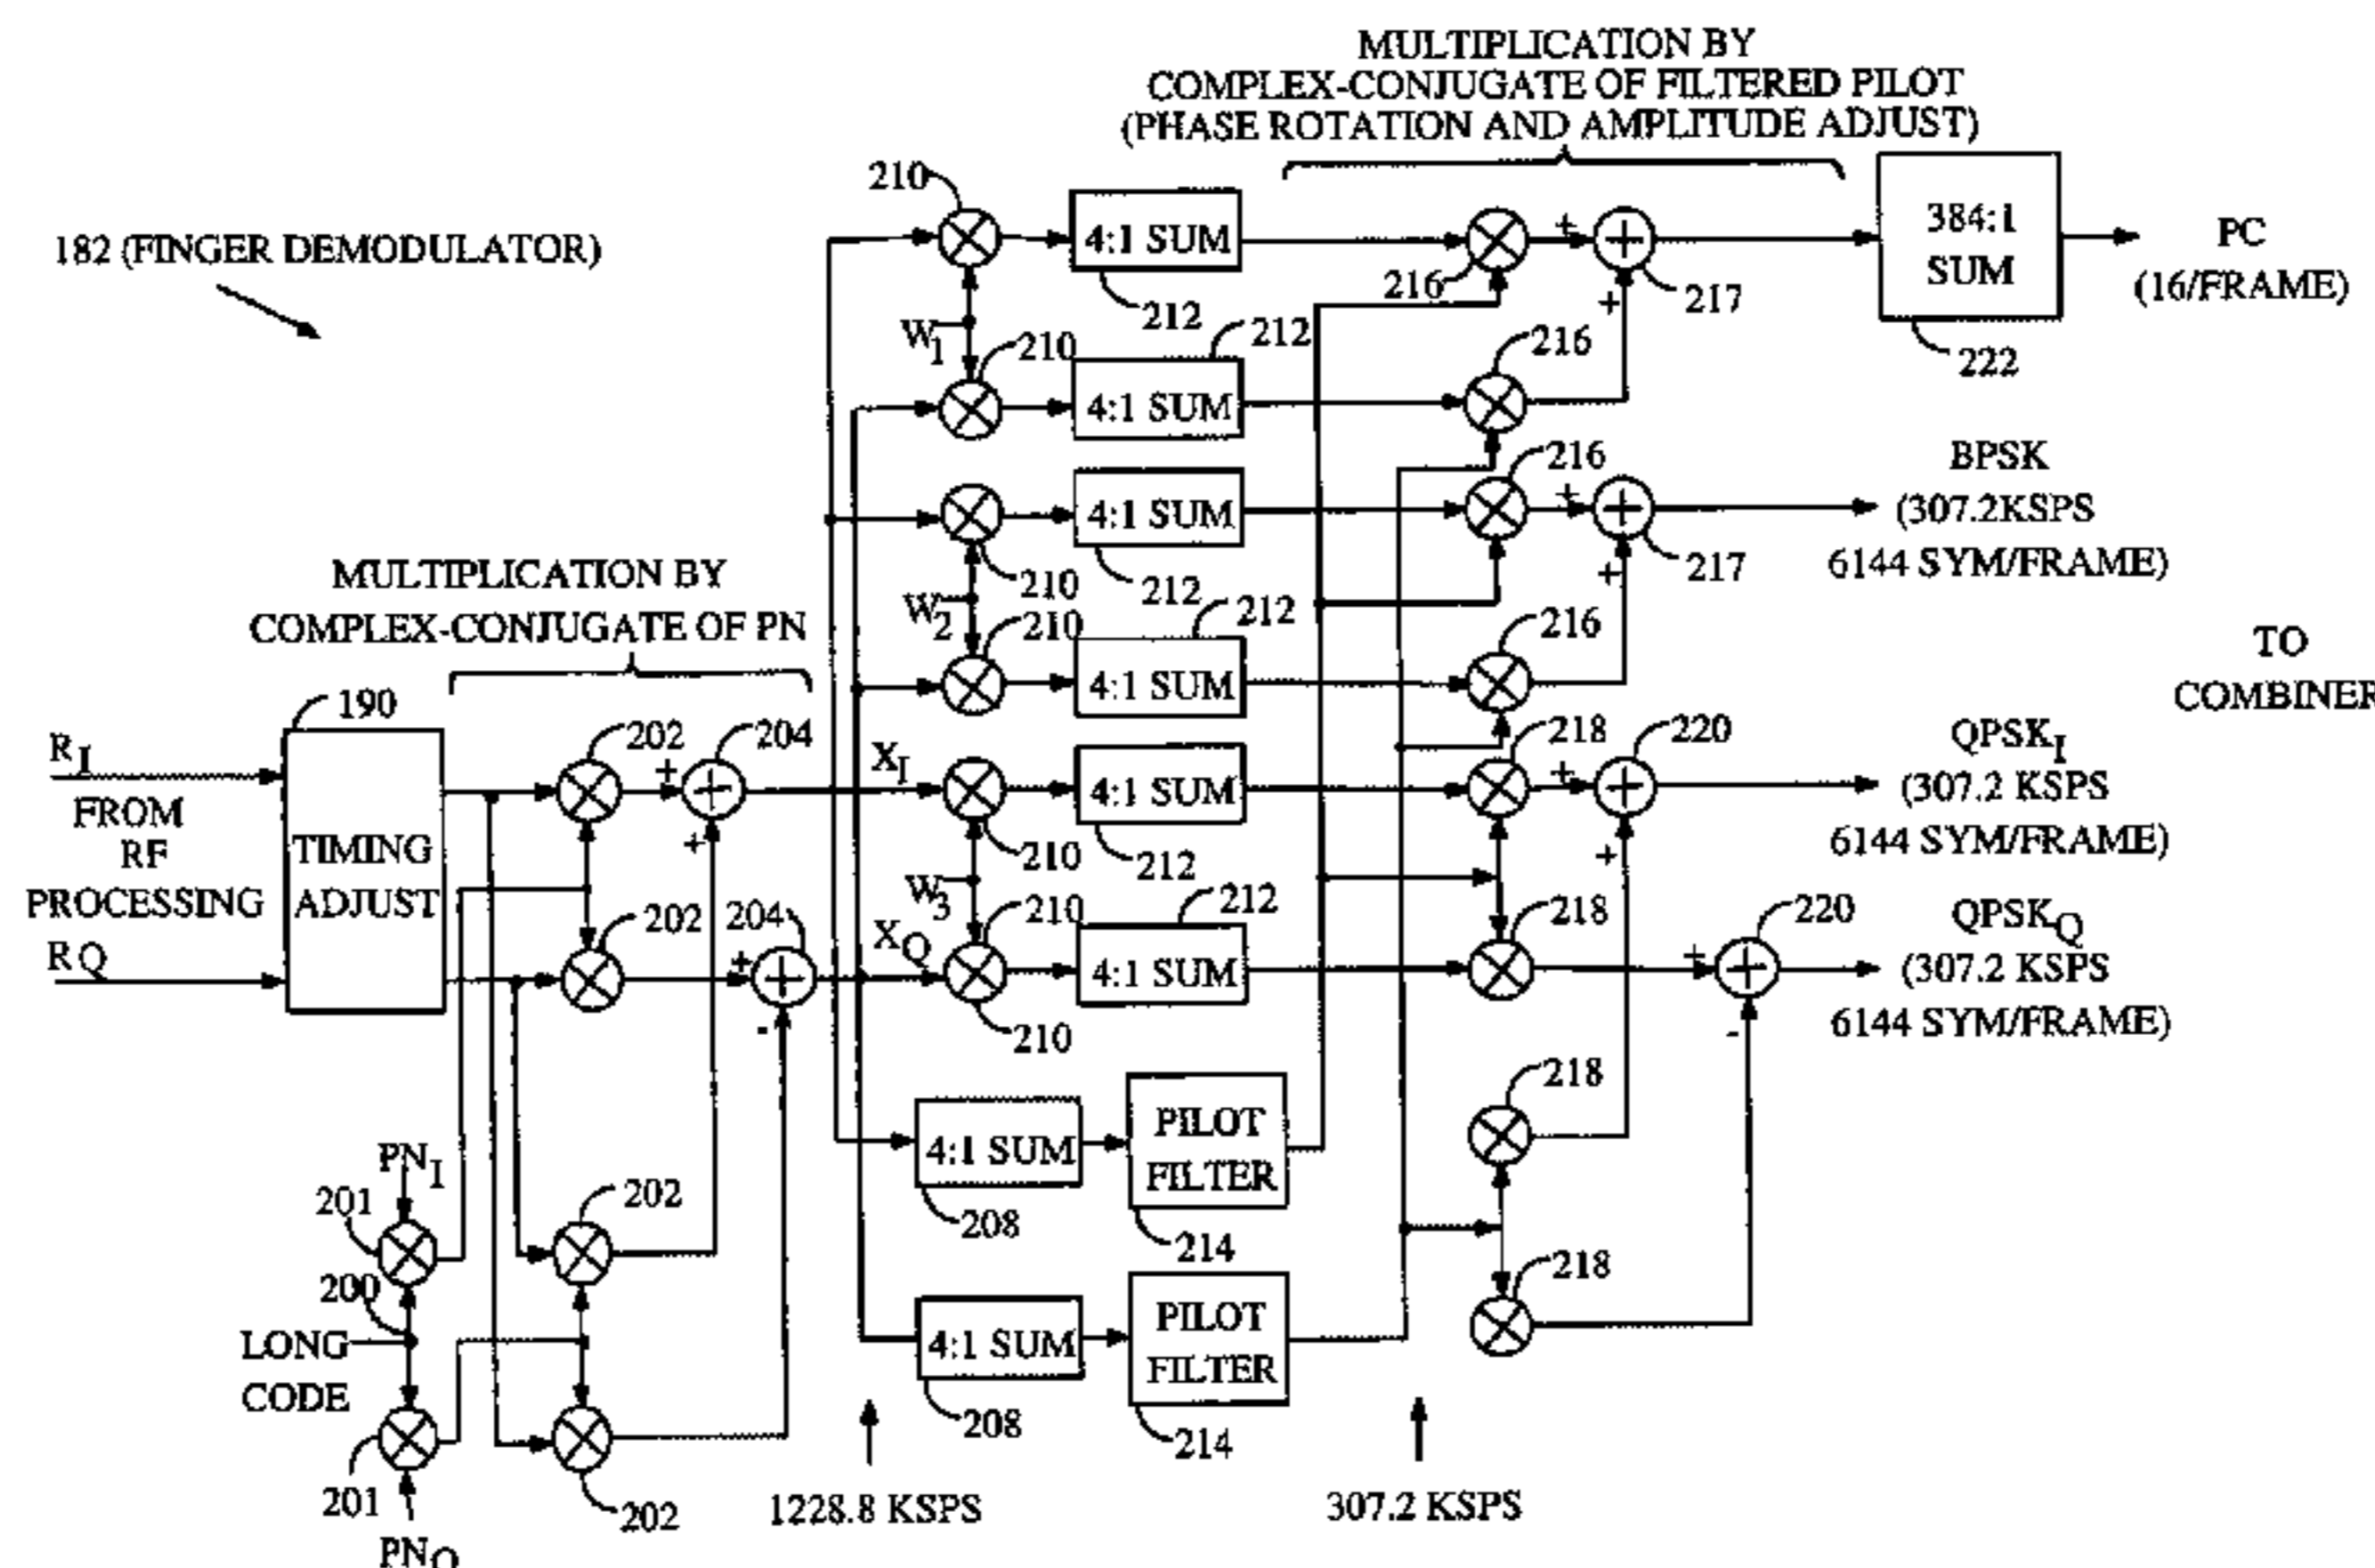 MULTIPLICATION BY
COMPLEX-CONJUGATE OF FILTERED PILOT
(PHASE ROTATION AND AMPLITUDE ADJUST)
182 (FINGER DEMODULATOR)
210
4:1 SUM
212
216
+
+
217
384:1
SUM
222
PC
(16/FRAME)
W1
210
4:1 SUM
212
216
210
4:1 SUM
212
216
+
+
217
BPSK
(307.2KSPS
6144 SYM/FRAME)
W2
210
4:1 SUM
212
216
TO
COMBINER
MULTIPLICATION BY
COMPLEX-CONJUGATE OF PN
190
RI
FROM
RF
PROCESSING
RQ
TIMING
ADJUST
202
+
+
204
XI
210
4:1 SUM
212
218
+
+
220
QPSKI
(307.2 KSPS
6144 SYM/FRAME)
W3
202
+
-
204
XQ
210
210
4:1 SUM
212
218
+
-
220
QPSKQ
(307.2 KSPS
6144 SYM/FRAME)
PNI
201
200
LONG
CODE
201
PNQ
202
202
4:1 SUM
208
PILOT
FILTER
214
218
4:1 SUM
208
PILOT
FILTER
214
218
1228.8 KSPS
307.2 KSPS